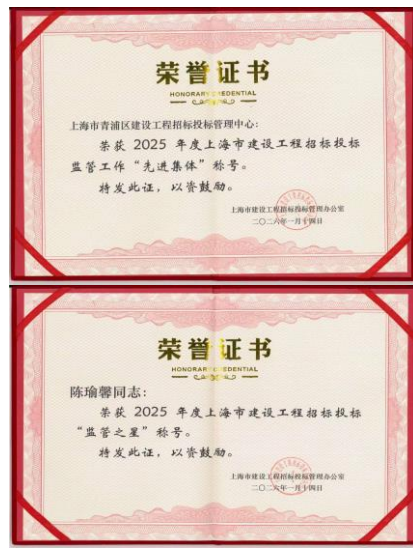 荣誉证书
HONORARY CREDENTIAL
上海市青浦区建设工程招标投标管理中心:
荣获 2025 年度上海市建设工程招标投标
监管工作“先进集体”称号。
特发此证，以资鼓励。
上海市建设工程招标投标管理办公室
二〇二六年一月十四日
荣誉证书
HONORARY CREDENTIAL
陈瑜馨同志:
荣获 2025 年度上海市建设工程招标投标
“监管之星”称号。
特发此证，以资鼓励。
上海市建设工程招标投标管理办公室
二〇二六年一月十四日